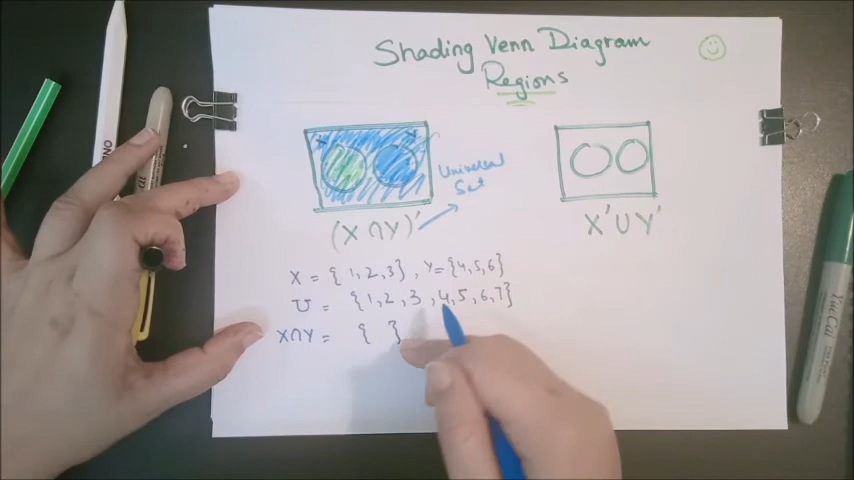 Shading Venn Diagram
Regions
X Y
Universal
Set
(X ∩ Y)'
X' ∪ Y'
X = { 1, 2, 3 } , Y = { 4, 5, 6 }
U = { 1, 2, 3 , 4, 5, 6, 7 }
X∩Y = { }
YuCai